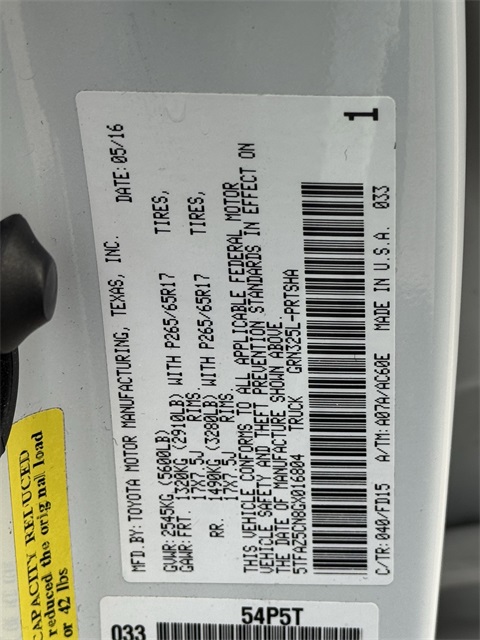 MFD.BY:TOYOTA MOTOR MANUFACTURING, TEXAS, INC. DATE:05/16
GVWR:2545KG (5600LB)
GAWR:FRT. 1320KG (2910LB) WITH P265/65R17 TIRES,
17X7.5J RIMS
RR. 1490KG (3280LB) WITH P265/65R17 TIRES,
17X7.5J RIMS
THIS VEHICLE CONFORMS TO ALL APPLICABLE FEDERAL MOTOR
VEHICLE SAFETY AND THEFT PREVENTION STANDARDS IN EFFECT ON
THE DATE OF MANUFACTURE SHOWN ABOVE.
5TFAZ5CN8GX016804 TRUCK GRN325L-PRTSHA
C/TR:040/FD15 A/TM:A07A/AC60E MADE IN U.S.A. 033
1
CAPACITY REDUCED
reduced the original load
or 42 lbs
033
54P5T